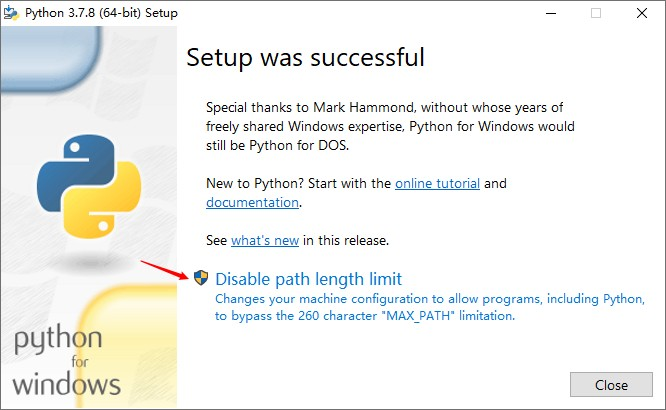 Python 3.7.8 (64-bit) Setup
Setup was successful
Special thanks to Mark Hammond, without whose years of
freely shared Windows expertise, Python for Windows would
still be Python for DOS.
New to Python? Start with the online tutorial and
documentation.
See what's new in this release.
Disable path length limit
Changes your machine configuration to allow programs, including Python,
to bypass the 260 character "MAX_PATH" limitation.
python
for
windows
Close